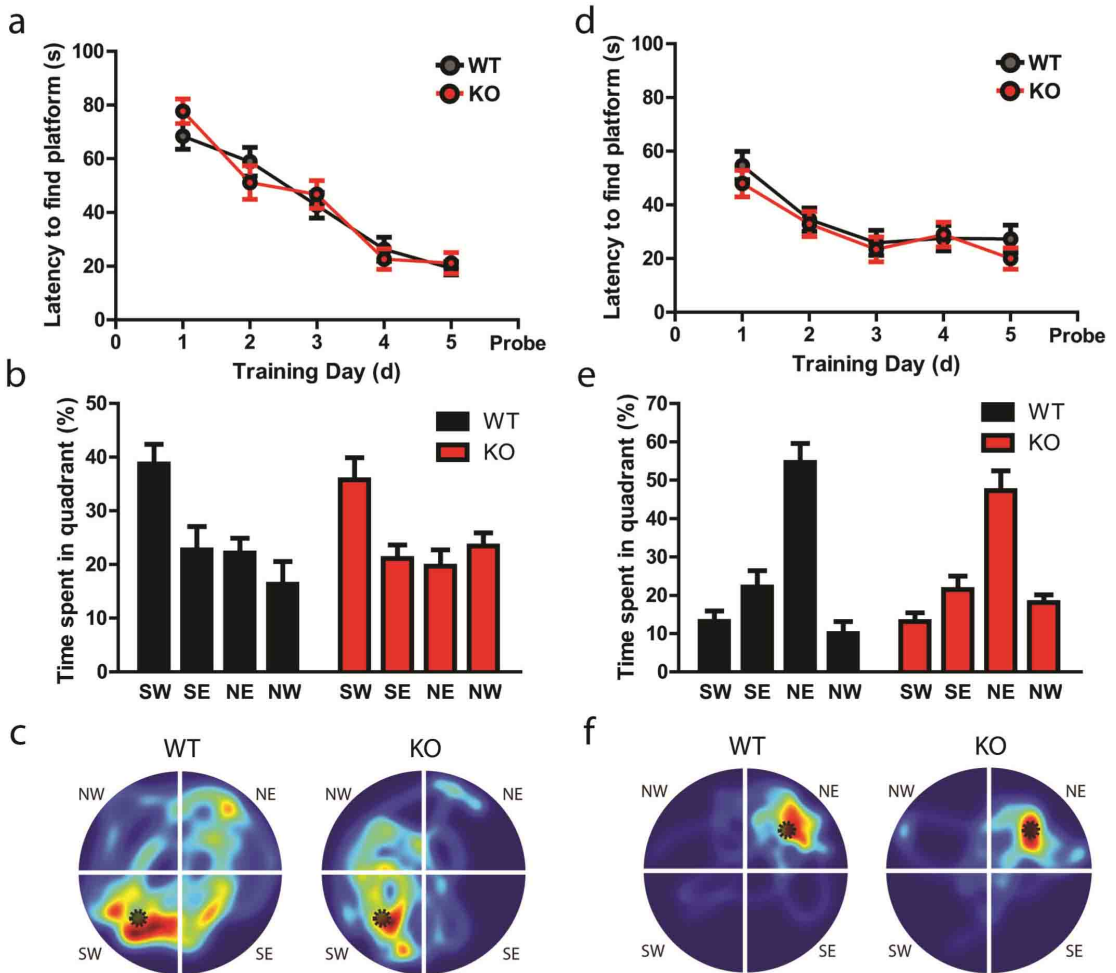 a
Latency to find platform (s)
100
80
60
40
20
0
WT
KO
0 1 2 3 4 5 Probe
Training Day (d)
b
Time spent in quadrant (%)
50
40
30
20
10
0
WT
KO
SW SE NE NW SW SE NE NW
c
WT KO
NW NE NW NE
SW SE SW SE
d
Latency to find platform (s)
100
80
60
40
20
0
WT
KO
0 1 2 3 4 5 Probe
Training Day (d)
e
Time spent in quadrant (%)
70
60
50
40
30
20
10
0
WT
KO
SW SE NE NW SW SE NE NW
f
WT KO
NW NE NW NE
SW SE SW SE